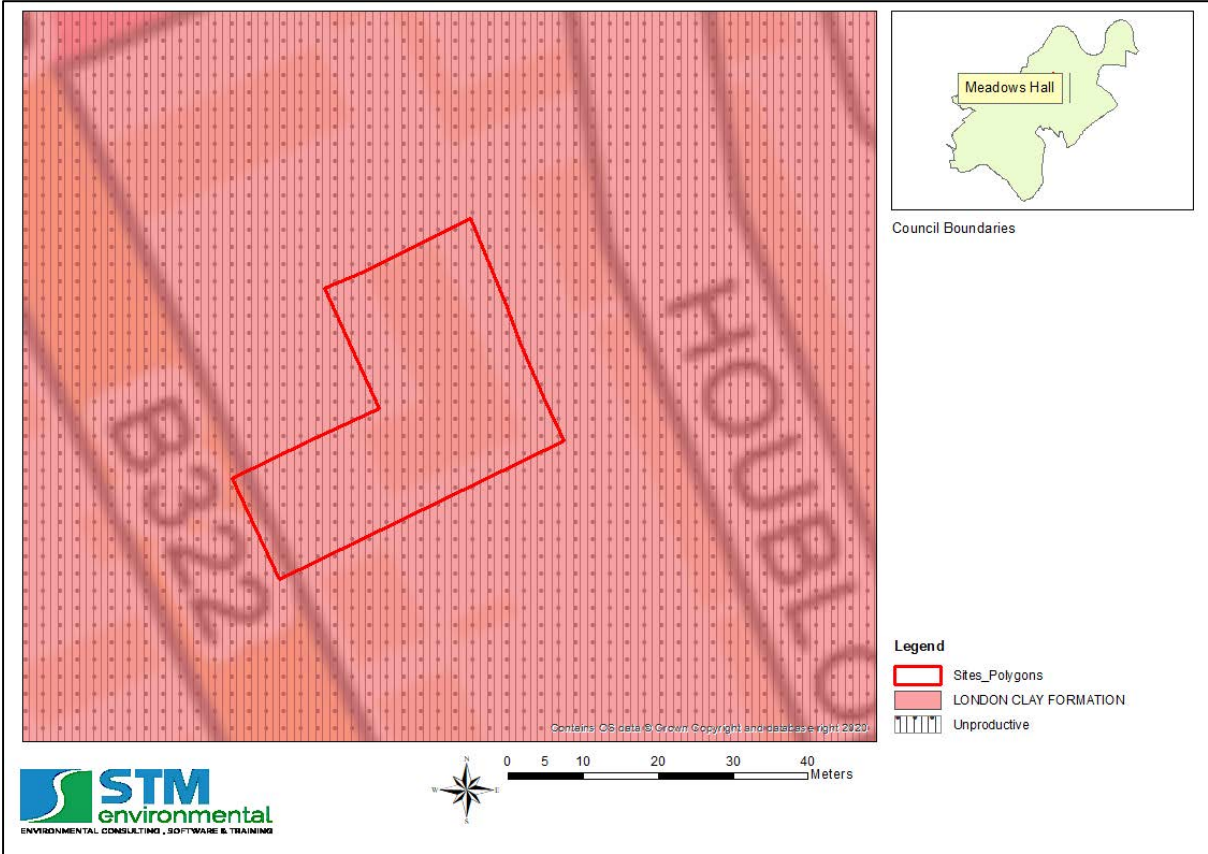 B322
HOUBLO
Contains OS data © Crown Copyright and database right 2020
Meadows Hall
Council Boundaries
Legend
Sites_Polygons
LONDON CLAY FORMATION
Unproductive
STM
environmental
ENVIRONMENTAL CONSULTING , SOFTWARE & TRAINING
N
W E
S
0 5 10 20 30 40
Meters